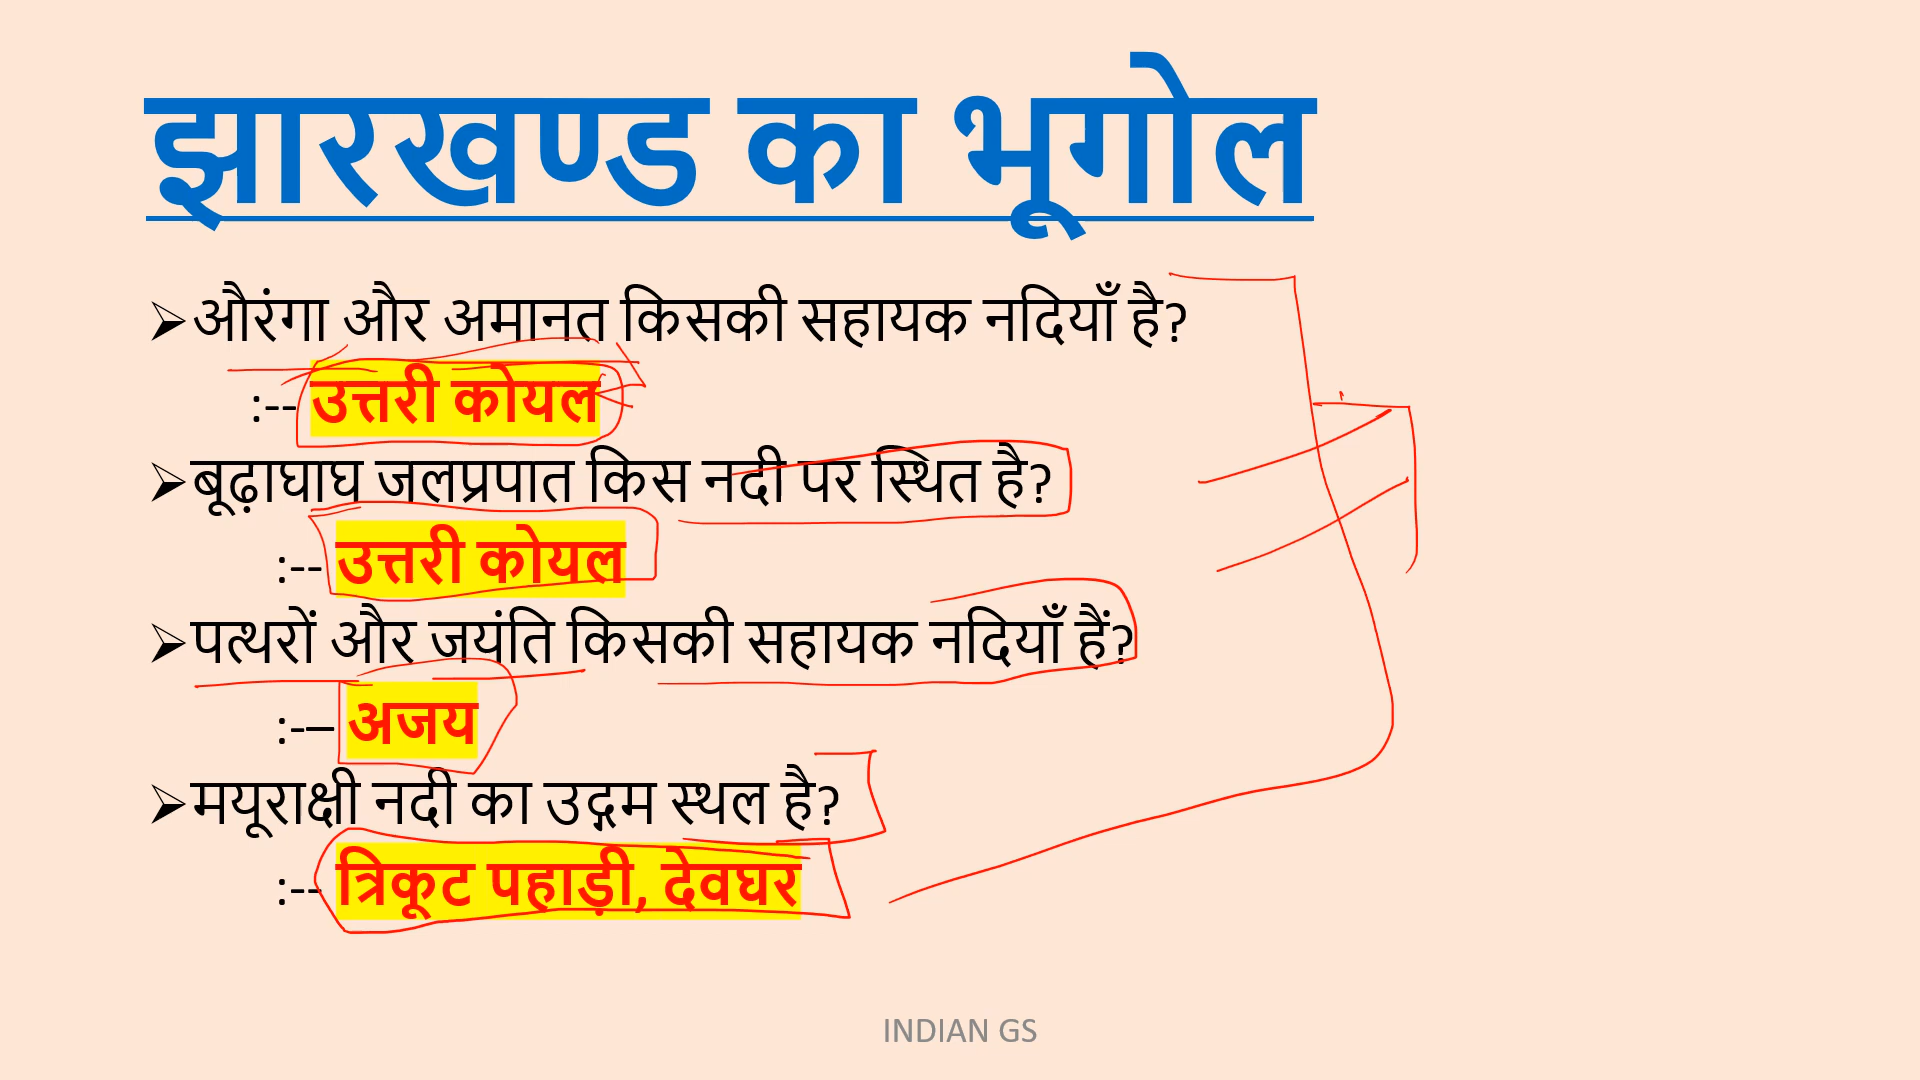 झारखण्ड का भूगोल
➢औरंगा और अमानत किसकी सहायक नदियाँ है?
:-- उत्तरी कोयल
➢बूढ़ाघाघ जलप्रपात किस नदी पर स्थित है?
:-- उत्तरी कोयल
➢पत्थरों और जयंति किसकी सहायक नदियाँ हैं?
:-– अजय
➢मयूराक्षी नदी का उद्गम स्थल है?
:-- त्रिकूट पहाड़ी, देवघर
INDIAN GS